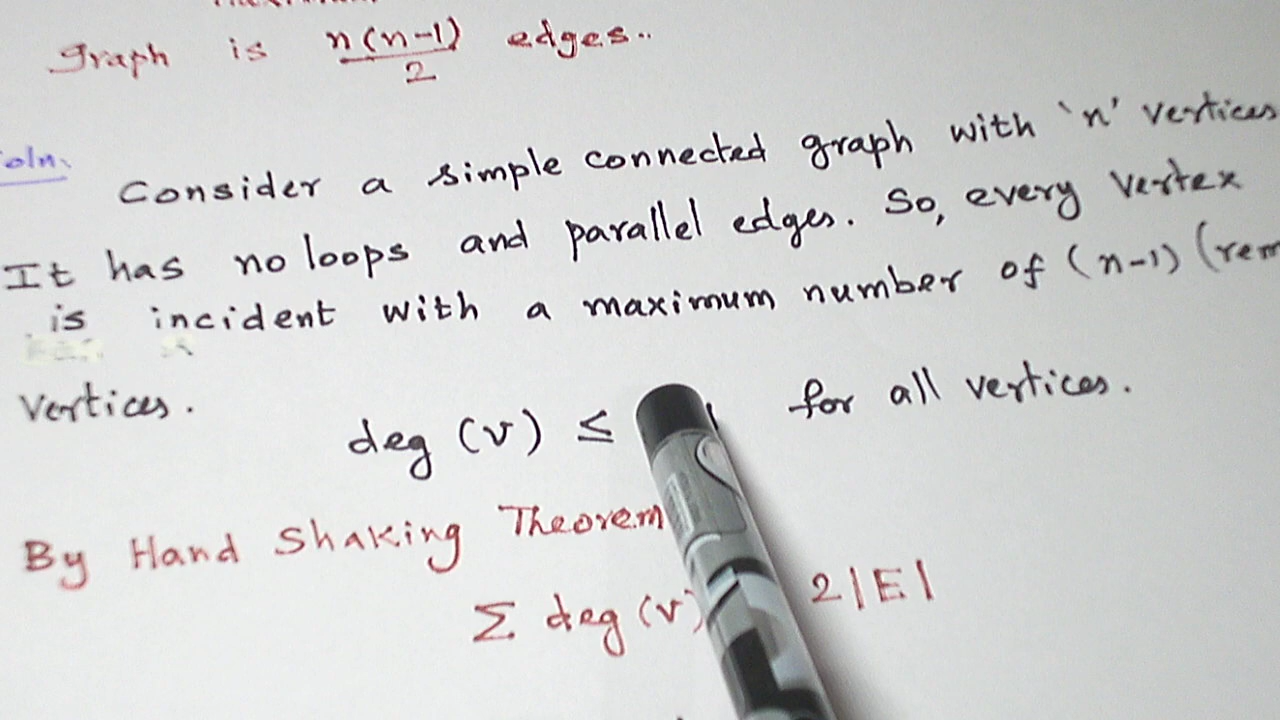 graph is n(n-1)/2 edges..
oln.
Consider a simple connected graph with 'n' vertices
It has no loops and parallel edges. So, every vertex
is incident with a maximum number of (n-1) (rem
vertices.
deg (v) ≤ for all vertices.
By Hand Shaking Theorem
Σ deg (v) 2|E|